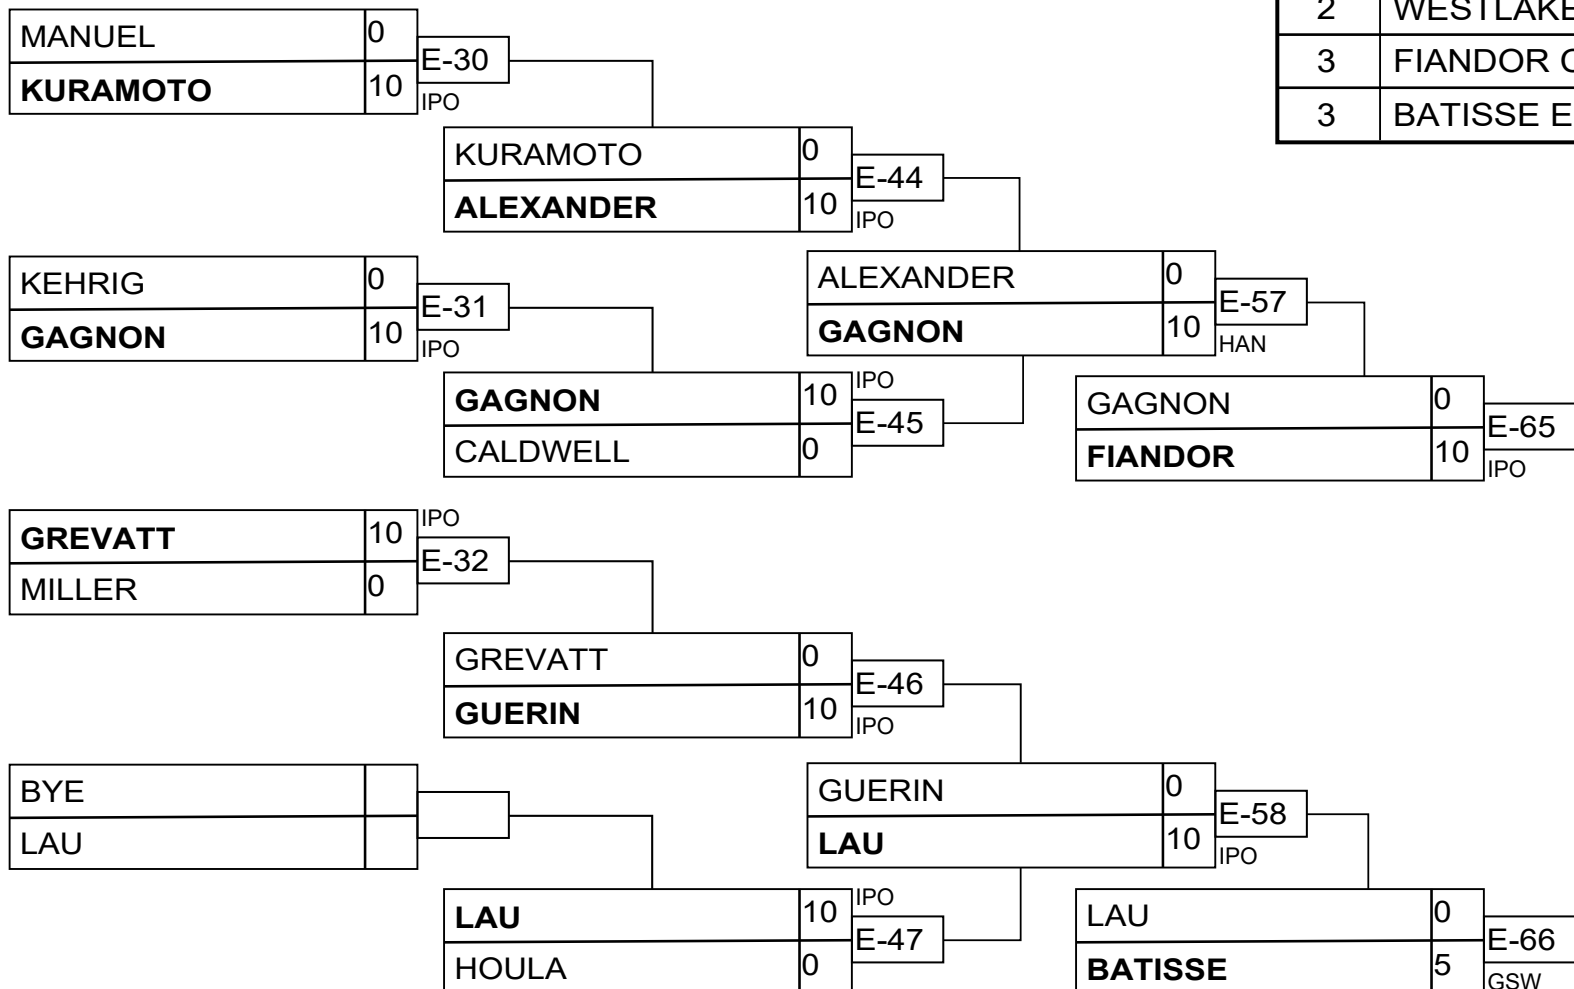 2 WESTLAKE
3 FIANDOR
3 BATISSE E
MANUEL 0
KURAMOTO 10
E-30
IPO
KURAMOTO 0
ALEXANDER 10
E-44
IPO
KEHRIG 0
GAGNON 10
E-31
IPO
ALEXANDER 0
GAGNON 10
E-57
HAN
GAGNON 10
CALDWELL 0
IPO
E-45
GAGNON 0
FIANDOR 10
E-65
IPO
GREVATT 10
MILLER 0
IPO
E-32
GREVATT 0
GUERIN 10
E-46
IPO
BYE
LAU
GUERIN 0
LAU 10
E-58
IPO
LAU 10
HOULA 0
IPO
E-47
LAU 0
BATISSE 5
E-66
GSW